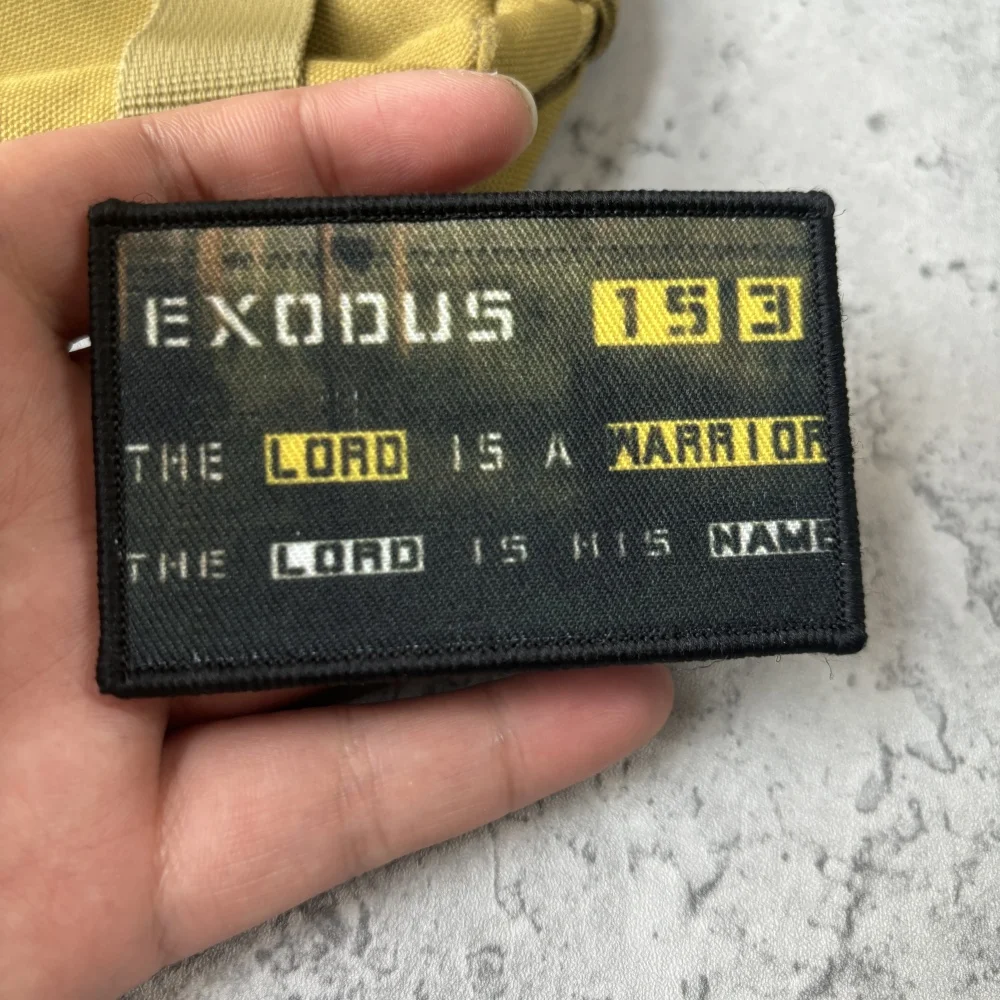 EXODUS 15 3
THE LORD IS A WARRIOR
THE LORD IS HIS NAME